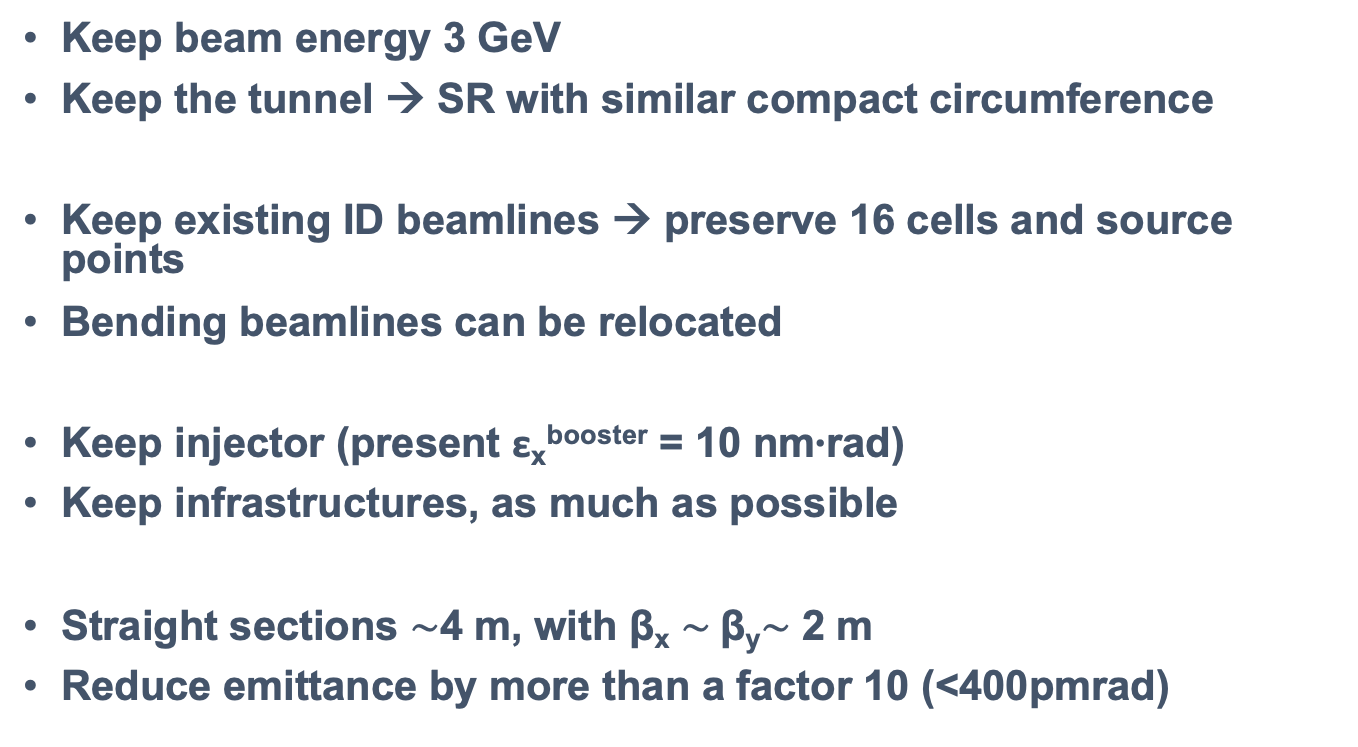 • Keep beam energy 3 GeV
• Keep the tunnel → SR with similar compact circumference
• Keep existing ID beamlines → preserve 16 cells and source
points
• Bending beamlines can be relocated
• Keep injector (present εₓᵇᵒᵒˢᵗᵉʳ = 10 nm·rad)
• Keep infrastructures, as much as possible
• Straight sections ~4 m, with βₓ ~ βy~ 2 m
• Reduce emittance by more than a factor 10 (<400pmrad)